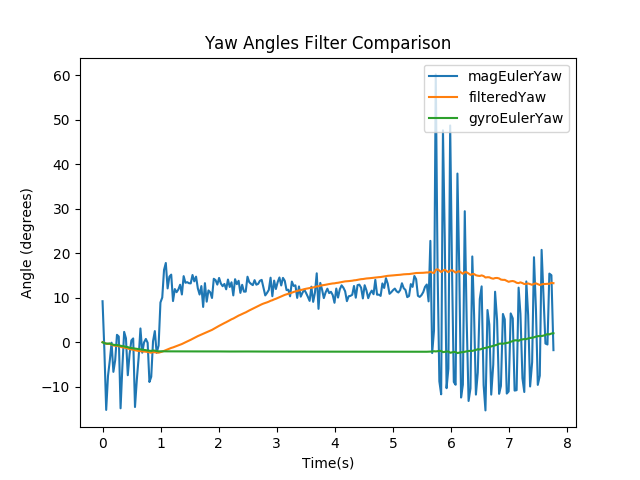 Yaw Angles Filter Comparison
magEulerYaw
filteredYaw
gyroEulerYaw
Angle (degrees)
60
50
40
30
20
10
0
−10
0 1 2 3 4 5 6 7 8
Time(s)